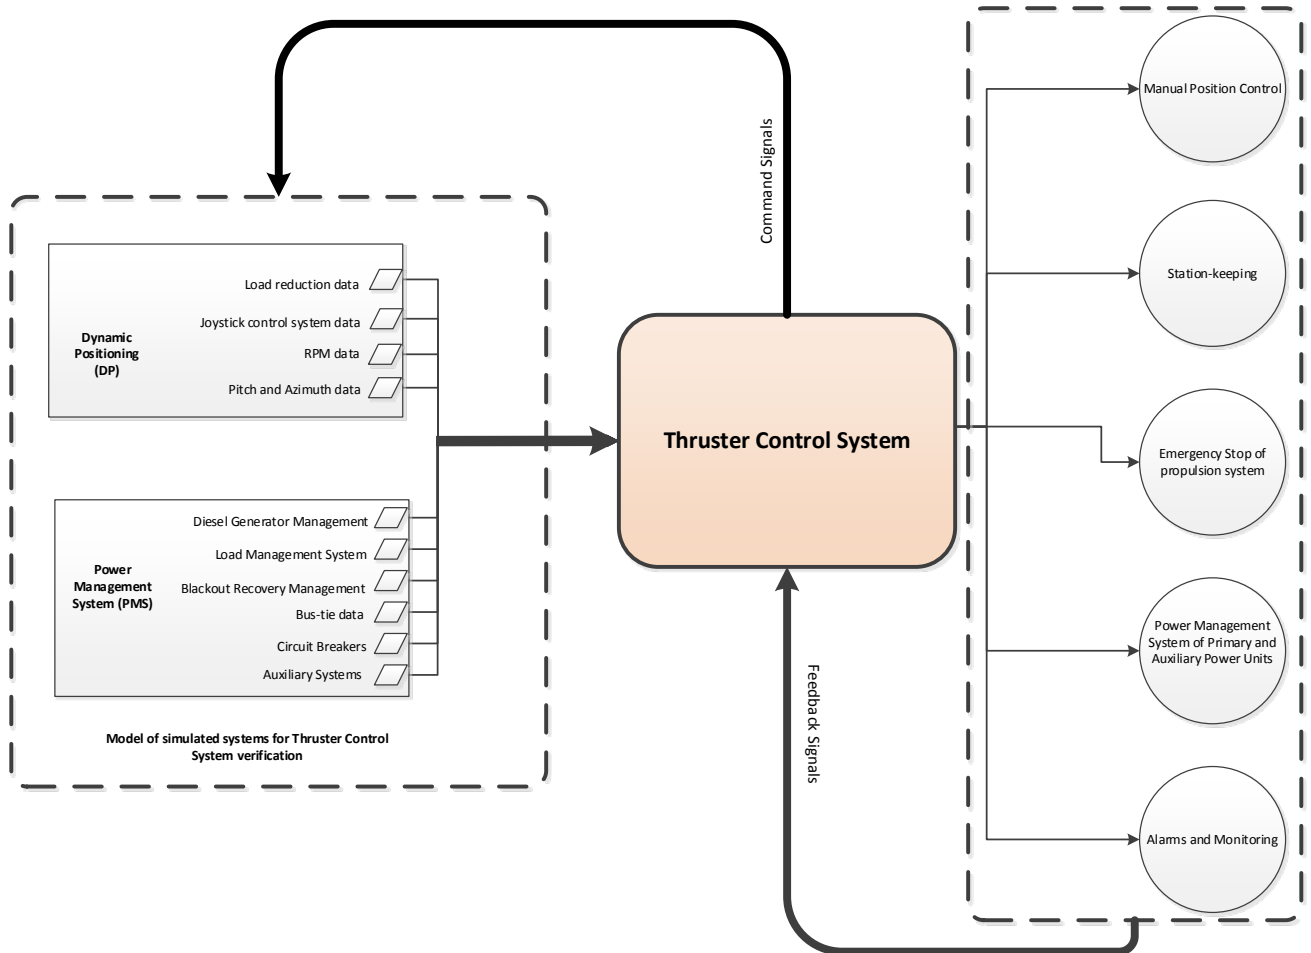 Command Signals
Manual Position Control
Station-keeping
Emergency Stop of
propulsion system
Power Management
System of Primary and
Auxiliary Power Units
Alarms and Monitoring
Load reduction data
Joystick control system data
RPM data
Pitch and Azimuth data
Dynamic
Positioning
(DP)
Thruster Control System
Diesel Generator Management
Load Management System
Blackout Recovery Management
Bus-tie data
Circuit Breakers
Auxiliary Systems
Power
Management
System (PMS)
Model of simulated systems for Thruster Control
System verification
Feedback Signals